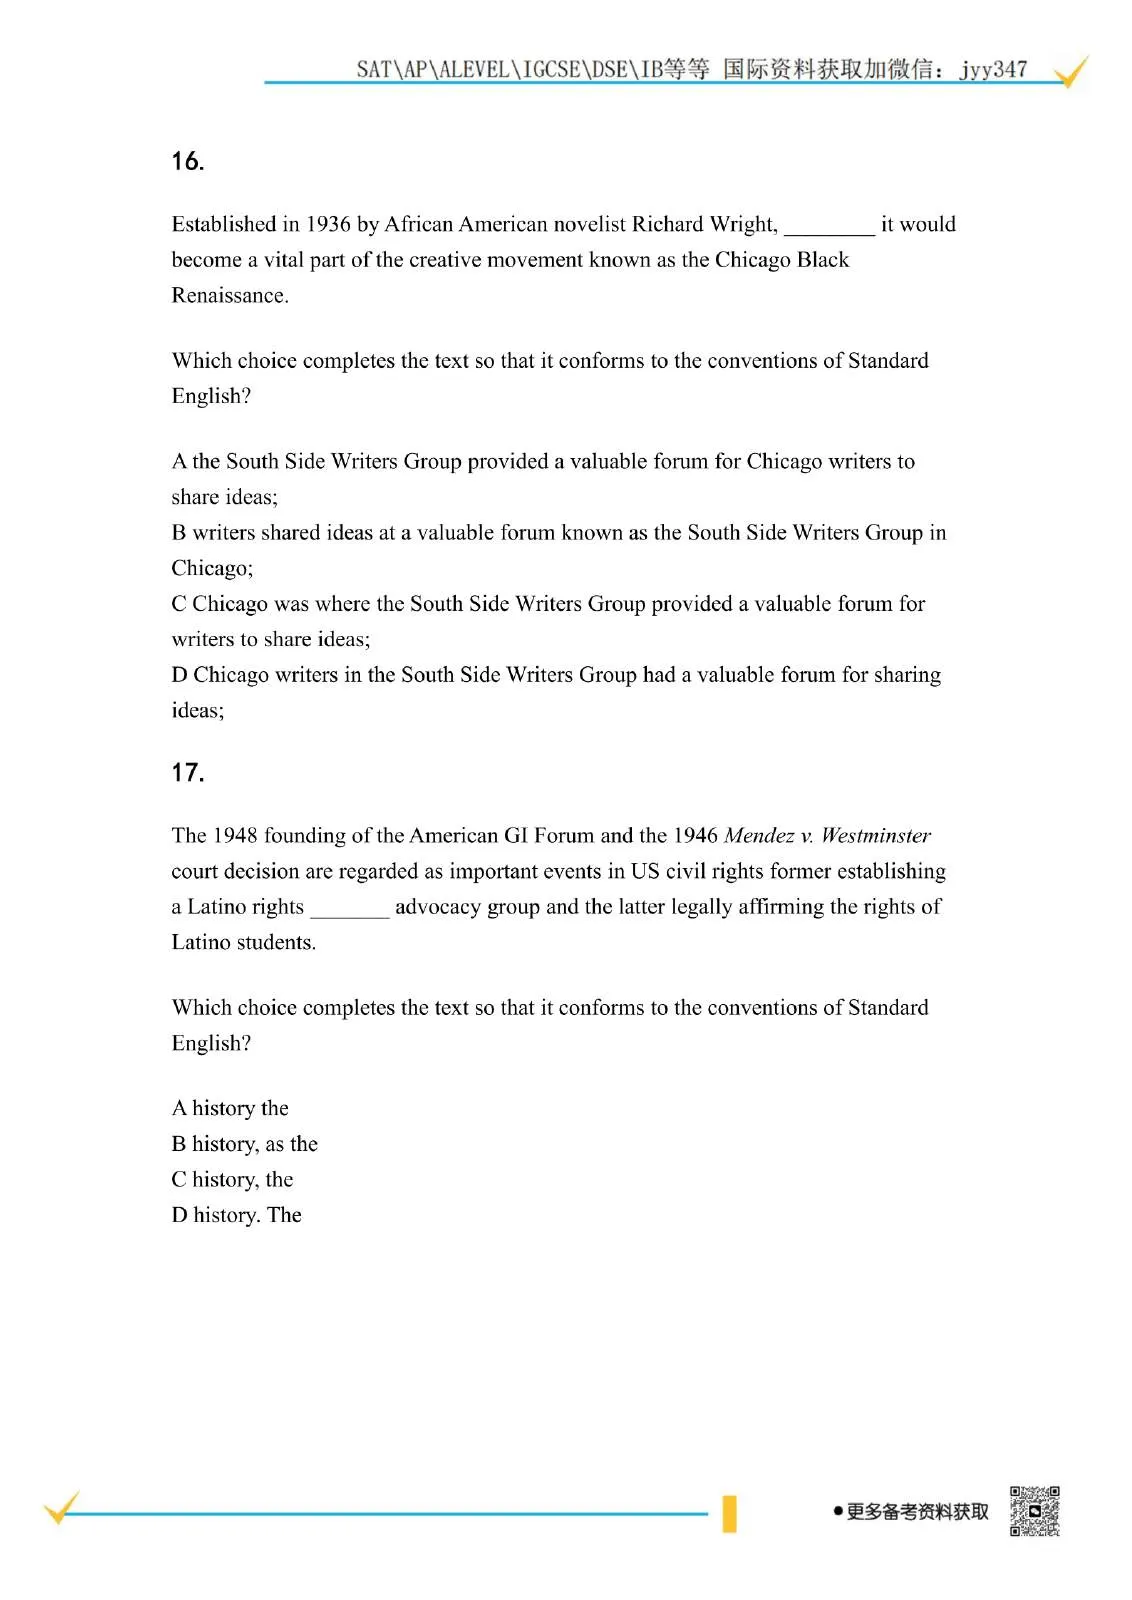 SAT\AP\ALEVEL\IGCSE\DSE\IB等等 国际资料获取加微信：jyy347
16.
Established in 1936 by African American novelist Richard Wright, ________ it would
become a vital part of the creative movement known as the Chicago Black
Renaissance.
Which choice completes the text so that it conforms to the conventions of Standard
English?
A the South Side Writers Group provided a valuable forum for Chicago writers to
share ideas;
B writers shared ideas at a valuable forum known as the South Side Writers Group in
Chicago;
C Chicago was where the South Side Writers Group provided a valuable forum for
writers to share ideas;
D Chicago writers in the South Side Writers Group had a valuable forum for sharing
ideas;
17.
The 1948 founding of the American GI Forum and the 1946 Mendez v. Westminster
court decision are regarded as important events in US civil rights former establishing
a Latino rights _______ advocacy group and the latter legally affirming the rights of
Latino students.
Which choice completes the text so that it conforms to the conventions of Standard
English?
A history the
B history, as the
C history, the
D history. The
●更多备考资料获取